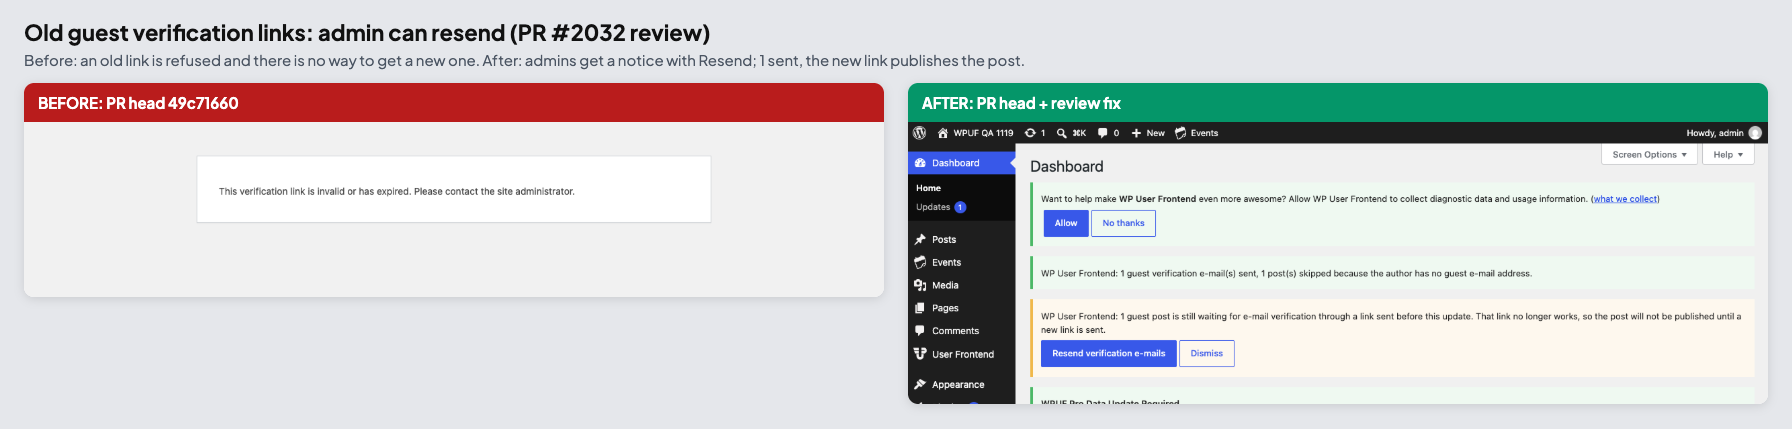 Old guest verification links: admin can resend (PR #2032 review)
Before: an old link is refused and there is no way to get a new one. After: admins get a notice with Resend; 1 sent, the new link publishes the post.
BEFORE: PR head 49c71660
This verification link is invalid or has expired. Please contact the site administrator.
AFTER: PR head + review fix
WPUF QA 1119 1 ⌘K 0 + New Events Howdy, admin
Dashboard
Home
Updates 1
Posts
Events
Media
Pages
Comments
User Frontend
Appearance
Screen Options Help
Dashboard
Want to help make WP User Frontend even more awesome? Allow WP User Frontend to collect diagnostic data and usage information. (what we collect)
Allow No thanks
WP User Frontend: 1 guest verification e-mail(s) sent, 1 post(s) skipped because the author has no guest e-mail address.
WP User Frontend: 1 guest post is still waiting for e-mail verification through a link sent before this update. That link no longer works, so the post will not be published until a
new link is sent.
Resend verification e-mails Dismiss
WPUF Pro Data Update Required